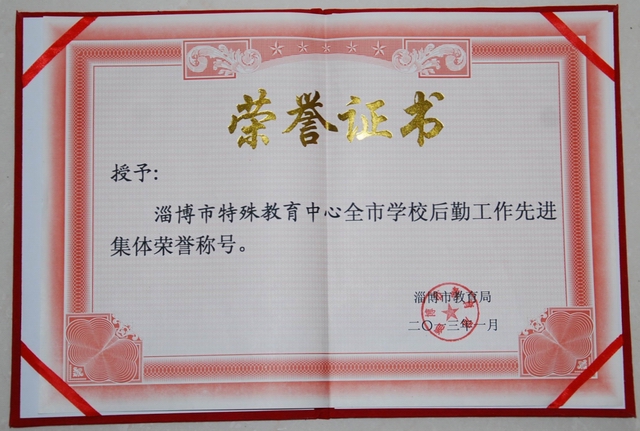 荣誉证书
授予:
淄博市特殊教育中心全市学校后勤工作先进
集体荣誉称号。
淄博市教育局
二〇一三年一月